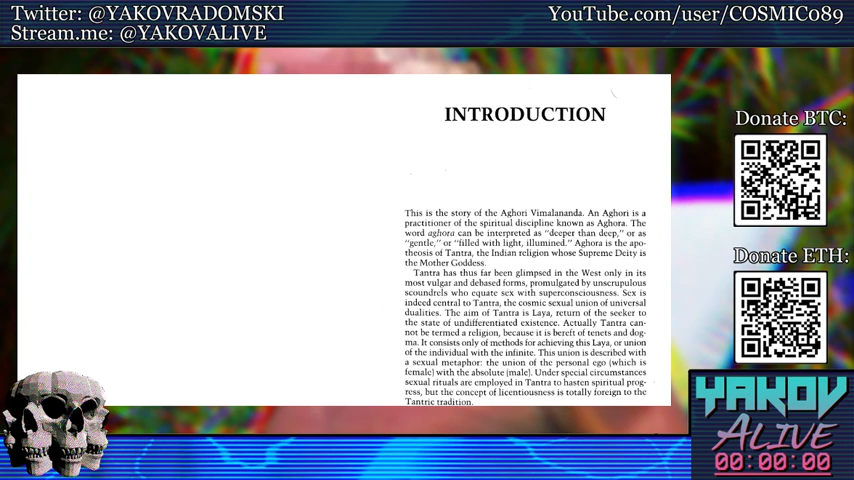 Twitter: @YAKOVRADOMSKI
Stream.me: @YAKOVALIVE
YouTube.com/user/COSMIC089
INTRODUCTION
This is the story of the Aghori Vimalananda. An Aghori is a
practitioner of the spiritual discipline known as Aghora. The
word aghora can be interpreted as "deeper than deep," or as
"gentle," or "filled with light, illumined." Aghora is the apo-
theosis of Tantra, the Indian religion whose Supreme Deity is
the Mother Goddess.
Tantra has thus far been glimpsed in the West only in its
most vulgar and debased forms, promulgated by unscrupulous
scoundrels who equate sex with superconsciousness. Sex is
indeed central to Tantra, the cosmic sexual union of universal
dualities. The aim of Tantra is Laya, return of the seeker to
the state of undifferentiated existence. Actually Tantra can-
not be termed a religion, because it is bereft of tenets and dog-
ma. It consists only of methods for achieving this Laya, or union
of the individual with the infinite. This union is described with
a sexual metaphor: the union of the personal ego (which is
female) with the absolute (male). Under special circumstances
sexual rituals are employed in Tantra to hasten spiritual prog-
ress, but the concept of licentiousness is totally foreign to the
Tantric tradition.
Donate BTC:
Donate ETH:
YAKOV
ALIVE
00:00:00